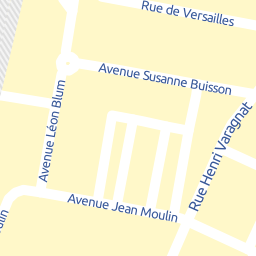 Rue de Versailles
Avenue Susanne Buisson
Avenue Léon Blum
Rue Henri Varagnat
Avenue Jean Moulin